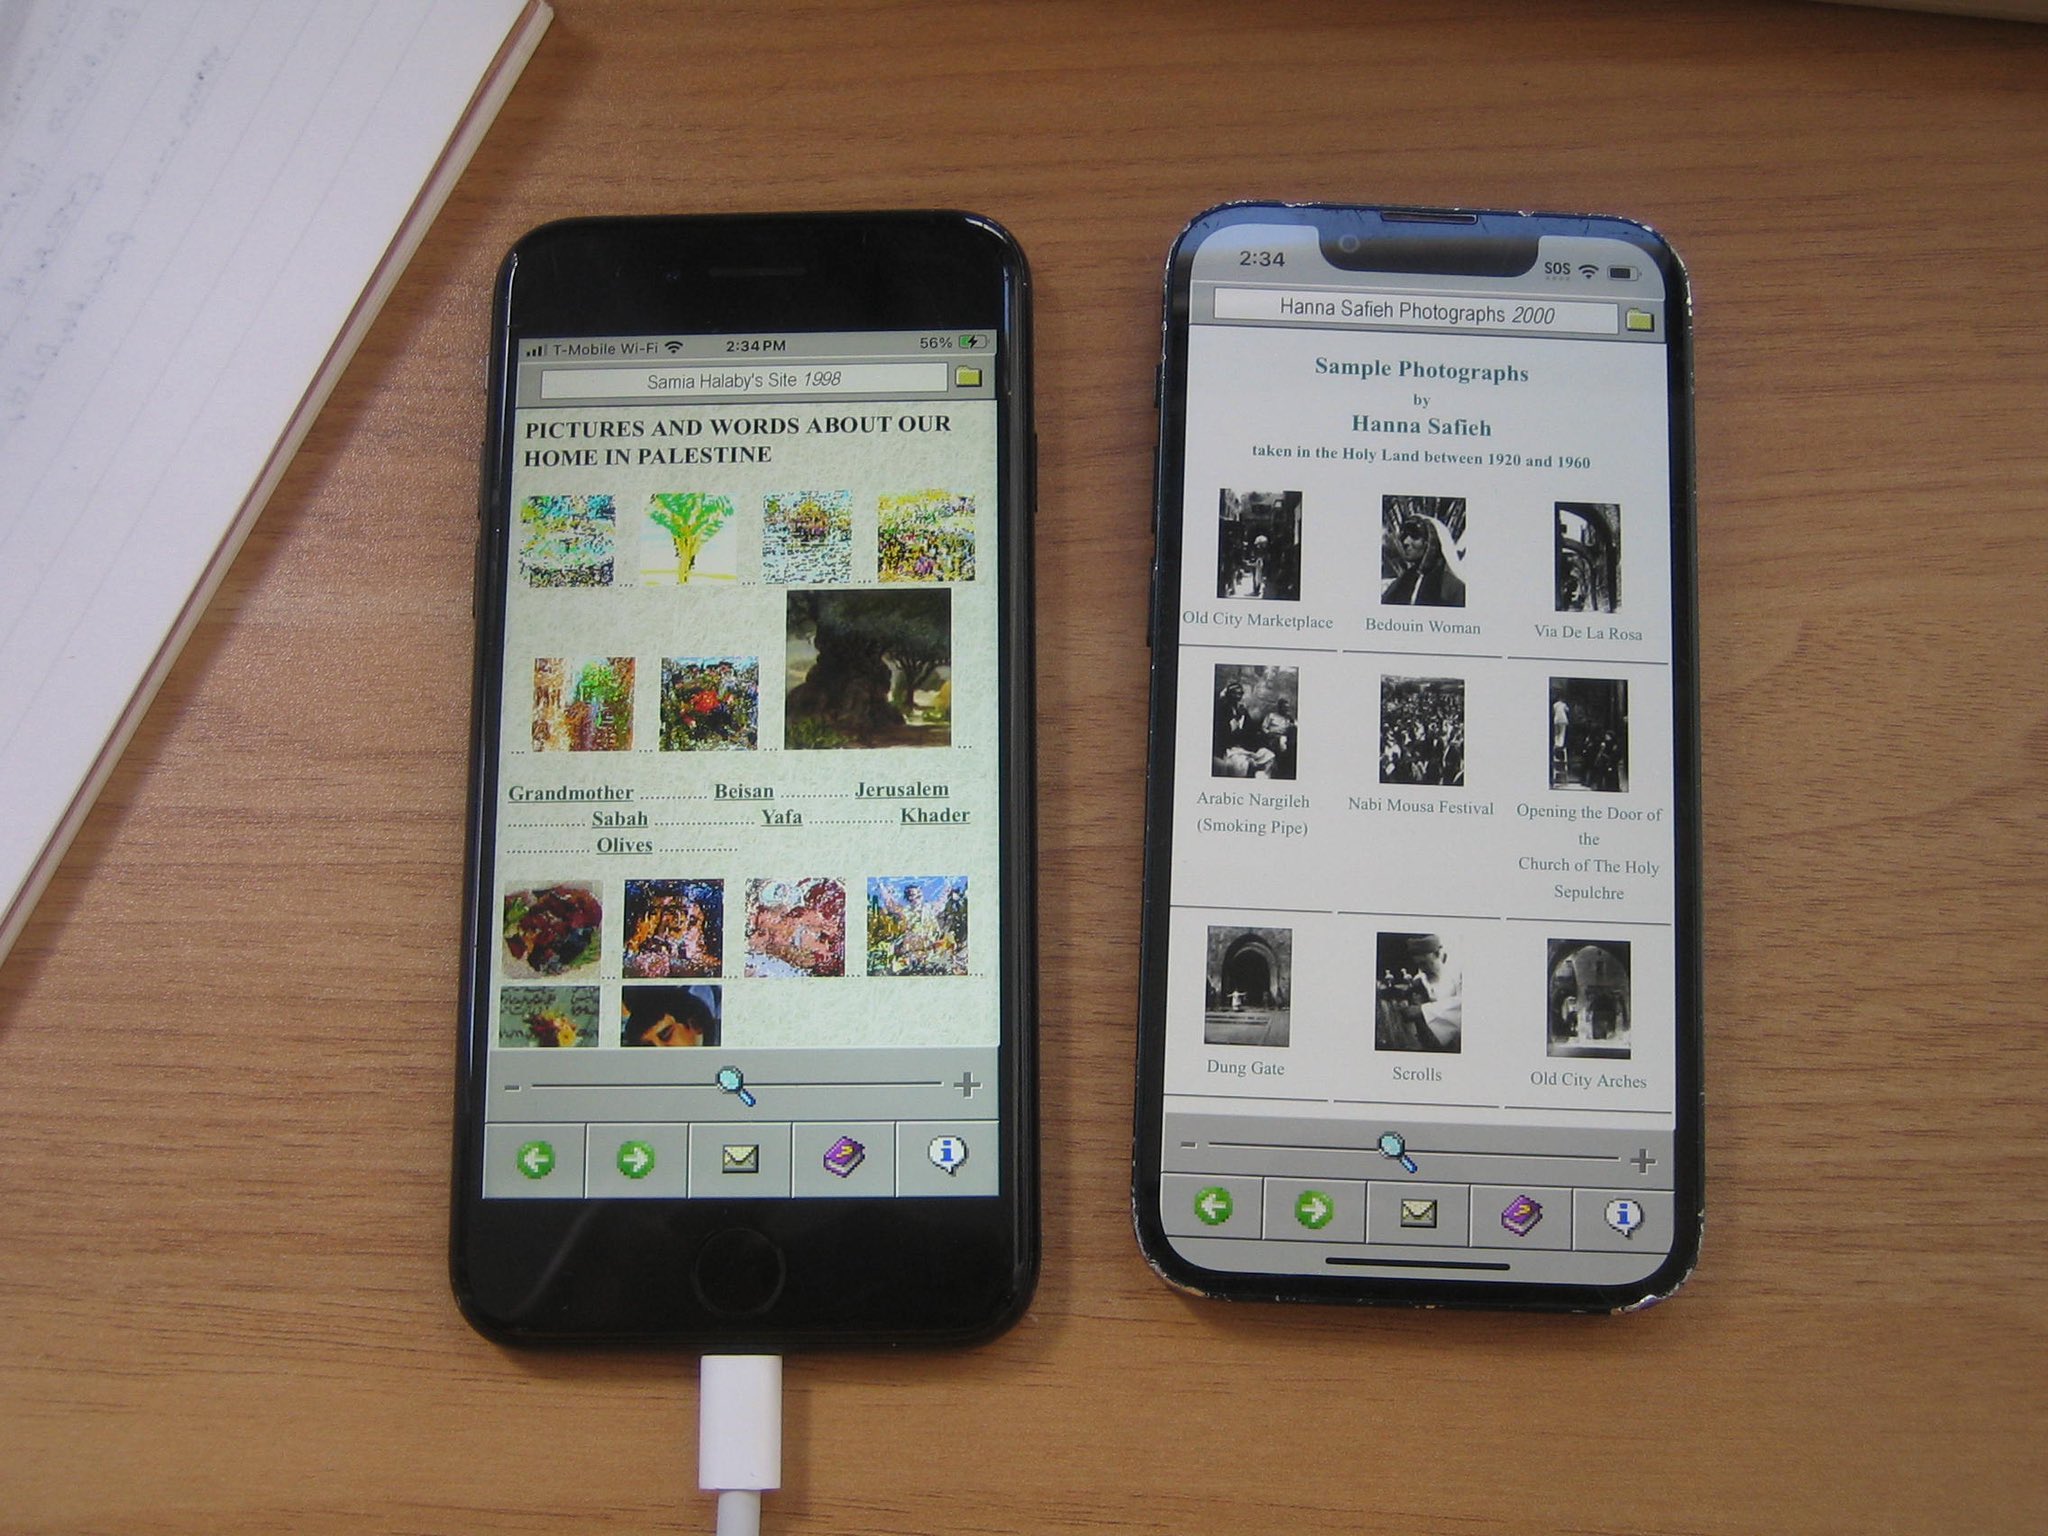 T-Mobile Wi-Fi 2:34 PM 56%
Samia Halaby's Site 1998
PICTURES AND WORDS ABOUT OUR
HOME IN PALESTINE
... ... ...
... ... ... ...
Grandmother ............ Beisan ............ Jerusalem
.............. Sabah .................. Yafa ............... Khader
............... Olives ..............
... ... ... ...
- +
2:34 SOS
Hanna Safieh Photographs 2000
Sample Photographs
by
Hanna Safieh
taken in the Holy Land between 1920 and 1960
Old City Marketplace Bedouin Woman Via De La Rosa
Arabic Nargileh
(Smoking Pipe)
Nabi Mousa Festival
Opening the Door of
the
Church of The Holy
Sepulchre
Dung Gate Scrolls Old City Arches
- +